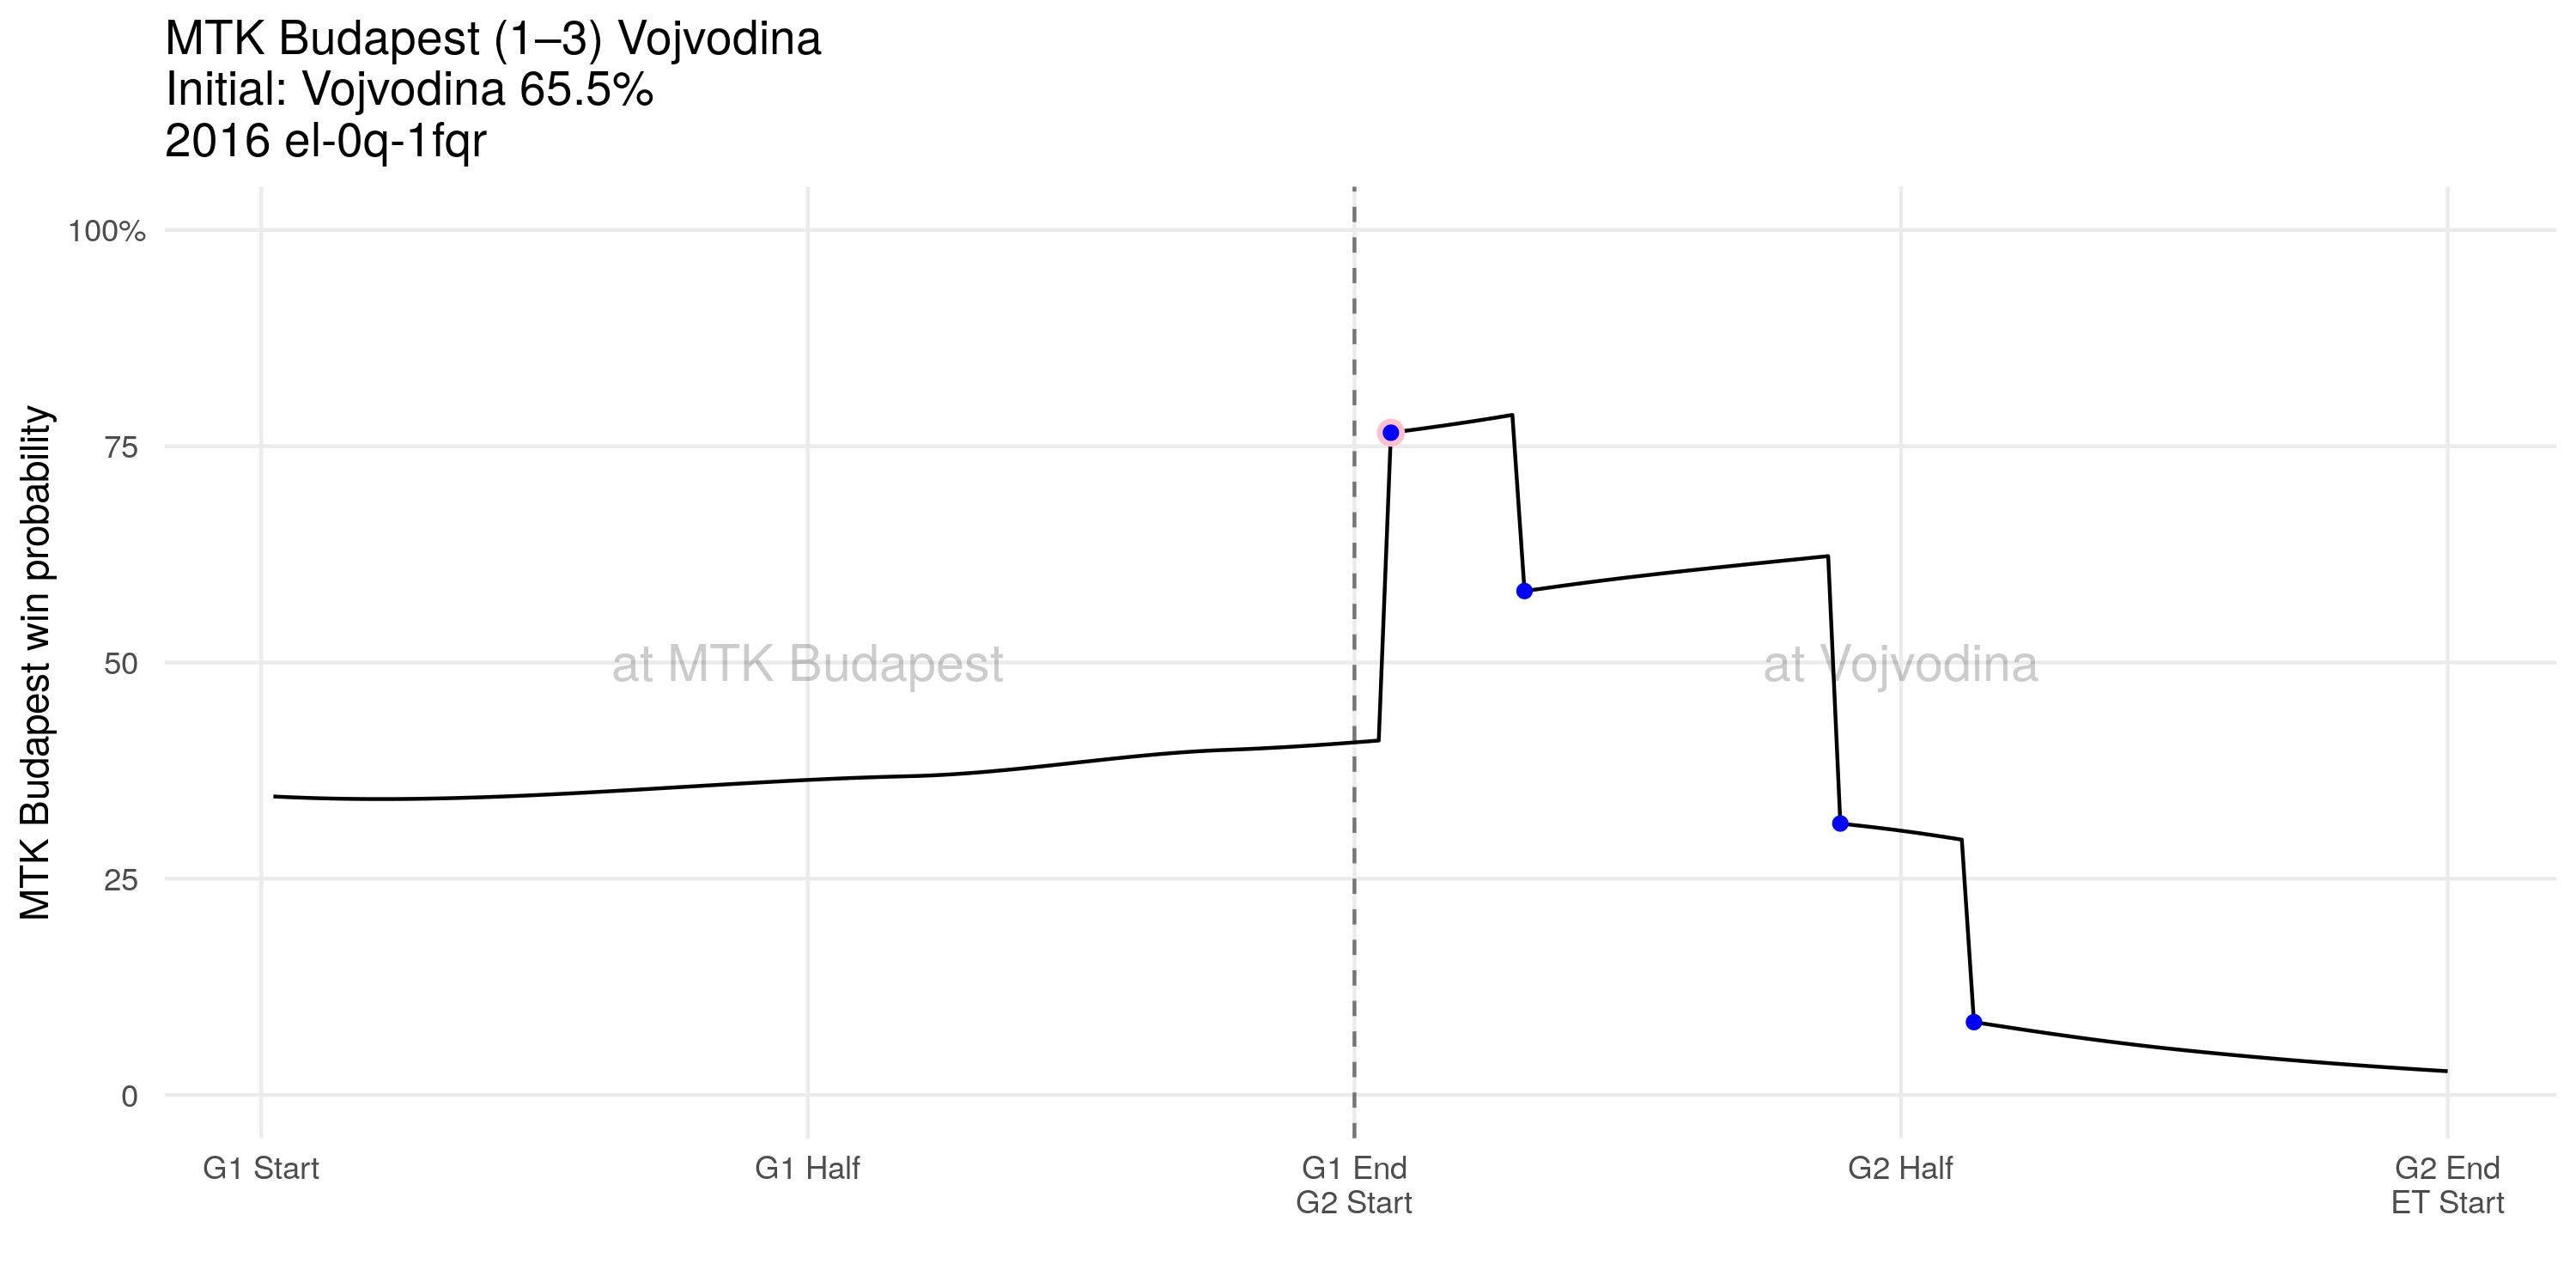 MTK Budapest (1–3) Vojvodina
Initial: Vojvodina 65.5%
2016 el-0q-1fqr
MTK Budapest win probability
100%
75
50
25
0
at MTK Budapest
at Vojvodina
G1 Start
G1 Half
G1 End
G2 Start
G2 Half
G2 End
ET Start